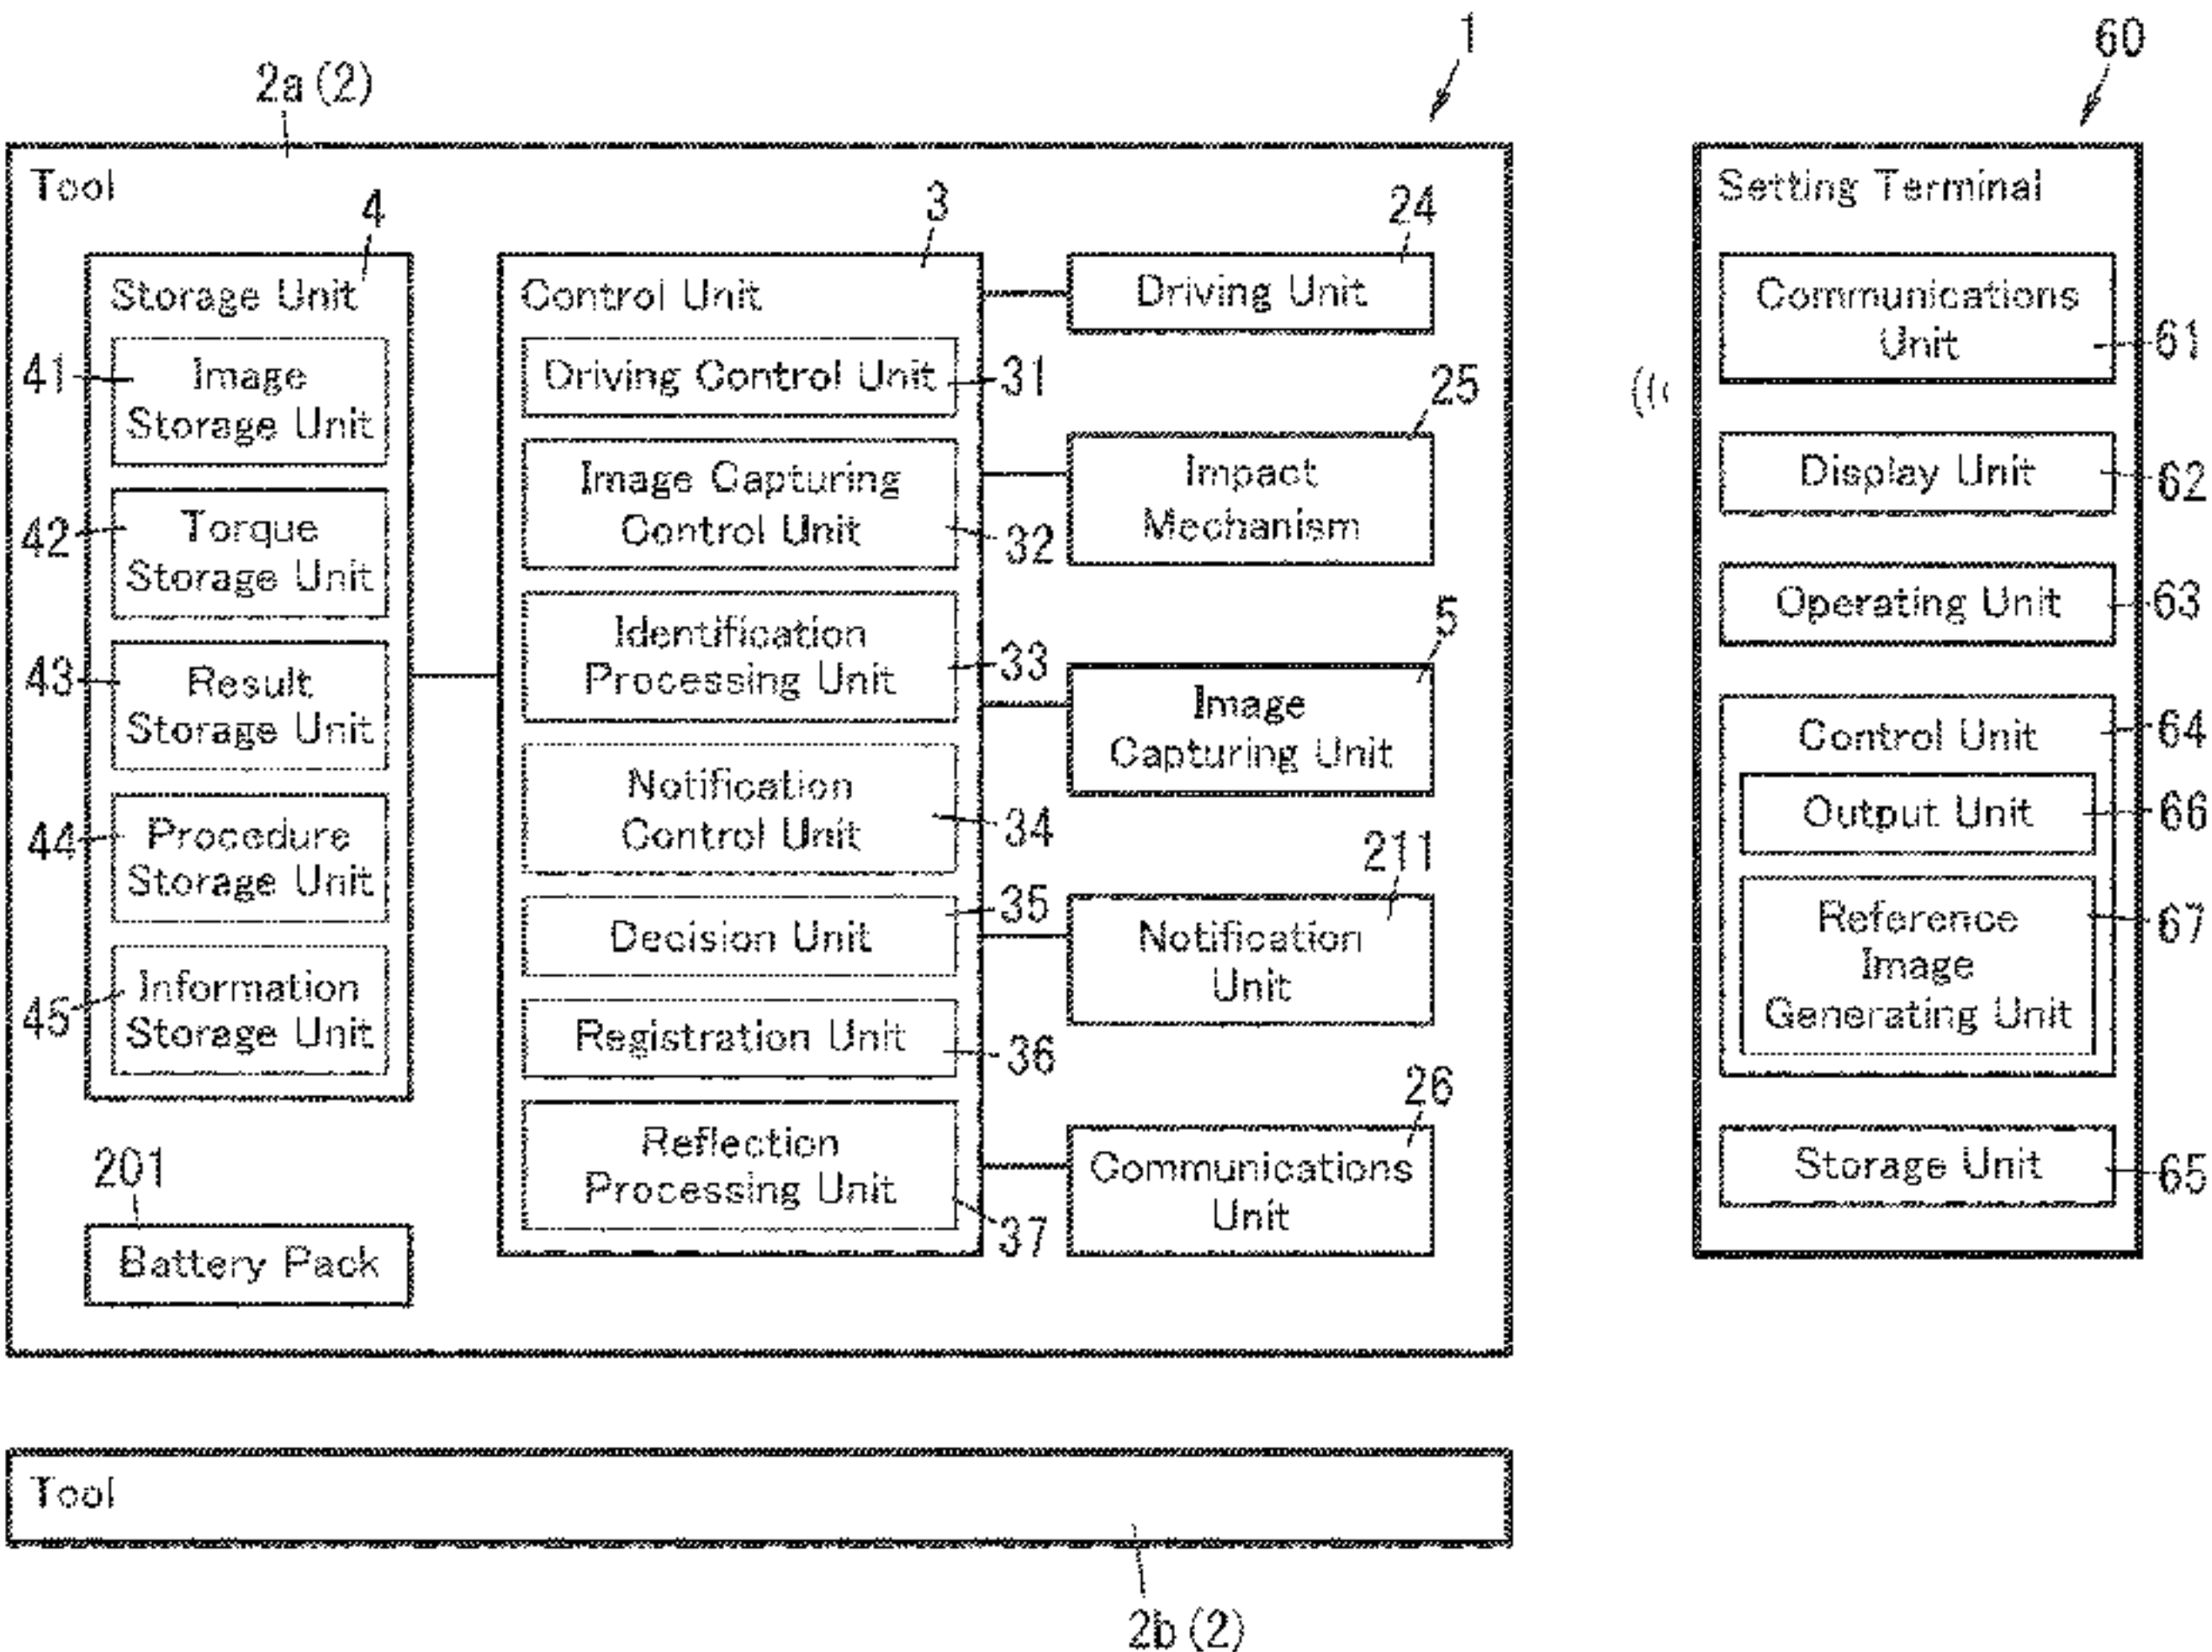 1
60
2a (2)
Tool
4
Storage Unit
41
Image
Storage Unit
42
Torque
Storage Unit
43
Result
Storage Unit
44
Procedure
Storage Unit
45
Information
Storage Unit
201
Battery Pack
3
Control Unit
Driving Control Unit
31
Image Capturing
Control Unit
32
Identification
Processing Unit
33
Notification
Control Unit
34
Decision Unit
35
Registration Unit
36
Reflection
Processing Unit
37
24
Driving Unit
25
Impact
Mechanism
5
Image
Capturing Unit
211
Notification
Unit
26
Communications
Unit
Setting Terminal
Communications
Unit
61
Display Unit
62
Operating Unit
63
Control Unit
64
Output Unit
66
Reference
Image
Generating Unit
67
Storage Unit
65
Tool
2b (2)